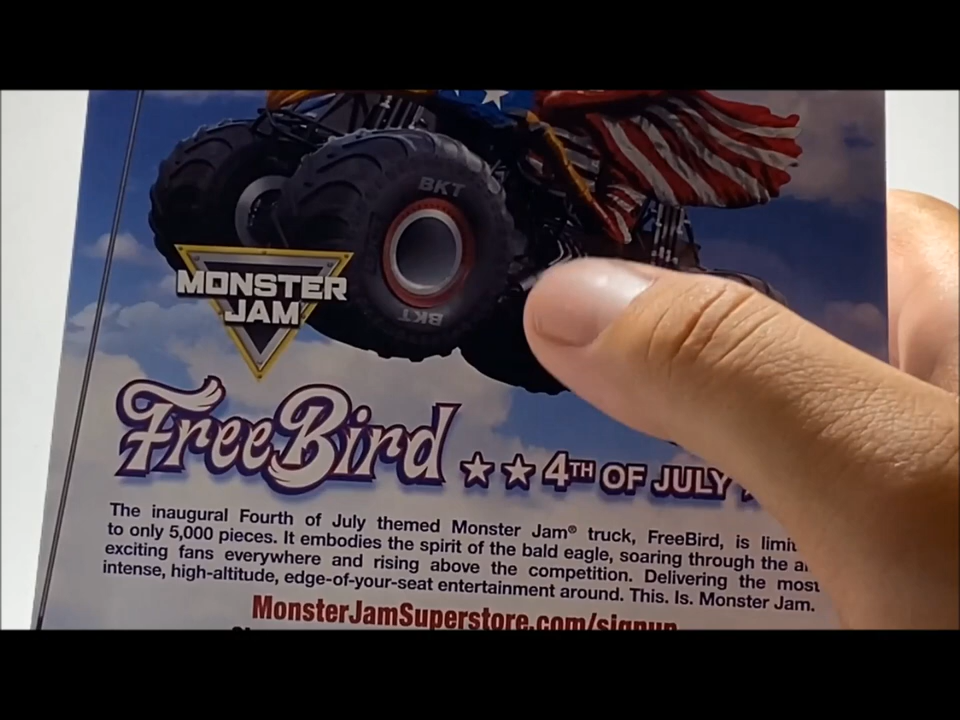 BKT
BKT
MONSTER
JAM
FreeBird
4TH OF JULY
The inaugural Fourth of July themed Monster Jam® truck, FreeBird, is
to only 5,000 pieces. It embodies the spirit of the bald eagle, soaring through the
exciting fans everywhere and rising above the competition. Delivering the most
intense, high-altitude, edge-of-your-seat entertainment around. This. Is. Monster Jam.
MonsterJamSuperstore.com/signup